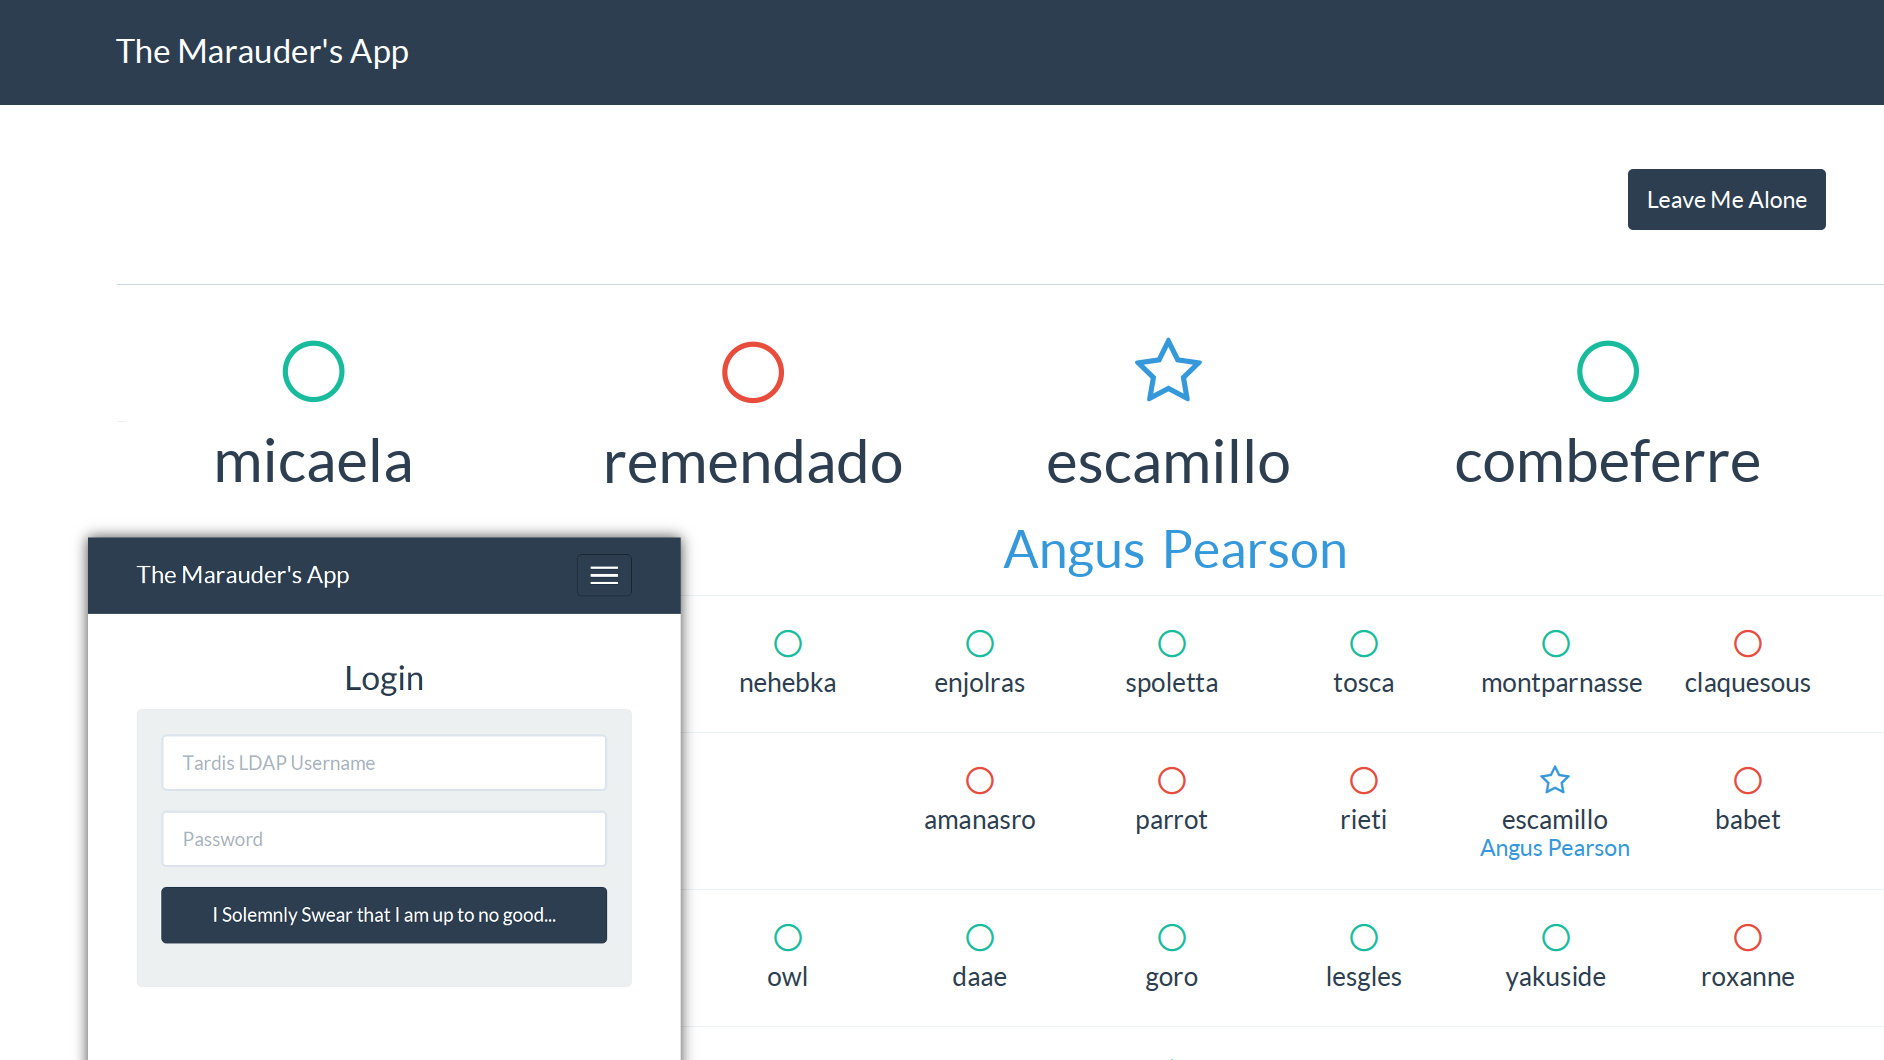 The Marauder's App
Leave Me Alone
micaela remendado escamillo combeferre
Angus Pearson
The Marauder's App
Login
Tardis LDAP Username
Password
I Solemnly Swear that I am up to no good...
nehebka enjolras spoletta tosca montparnasse claquesous
amanasro parrot rieti escamillo babet
Angus Pearson
owl daae goro lesgles yakuside roxanne